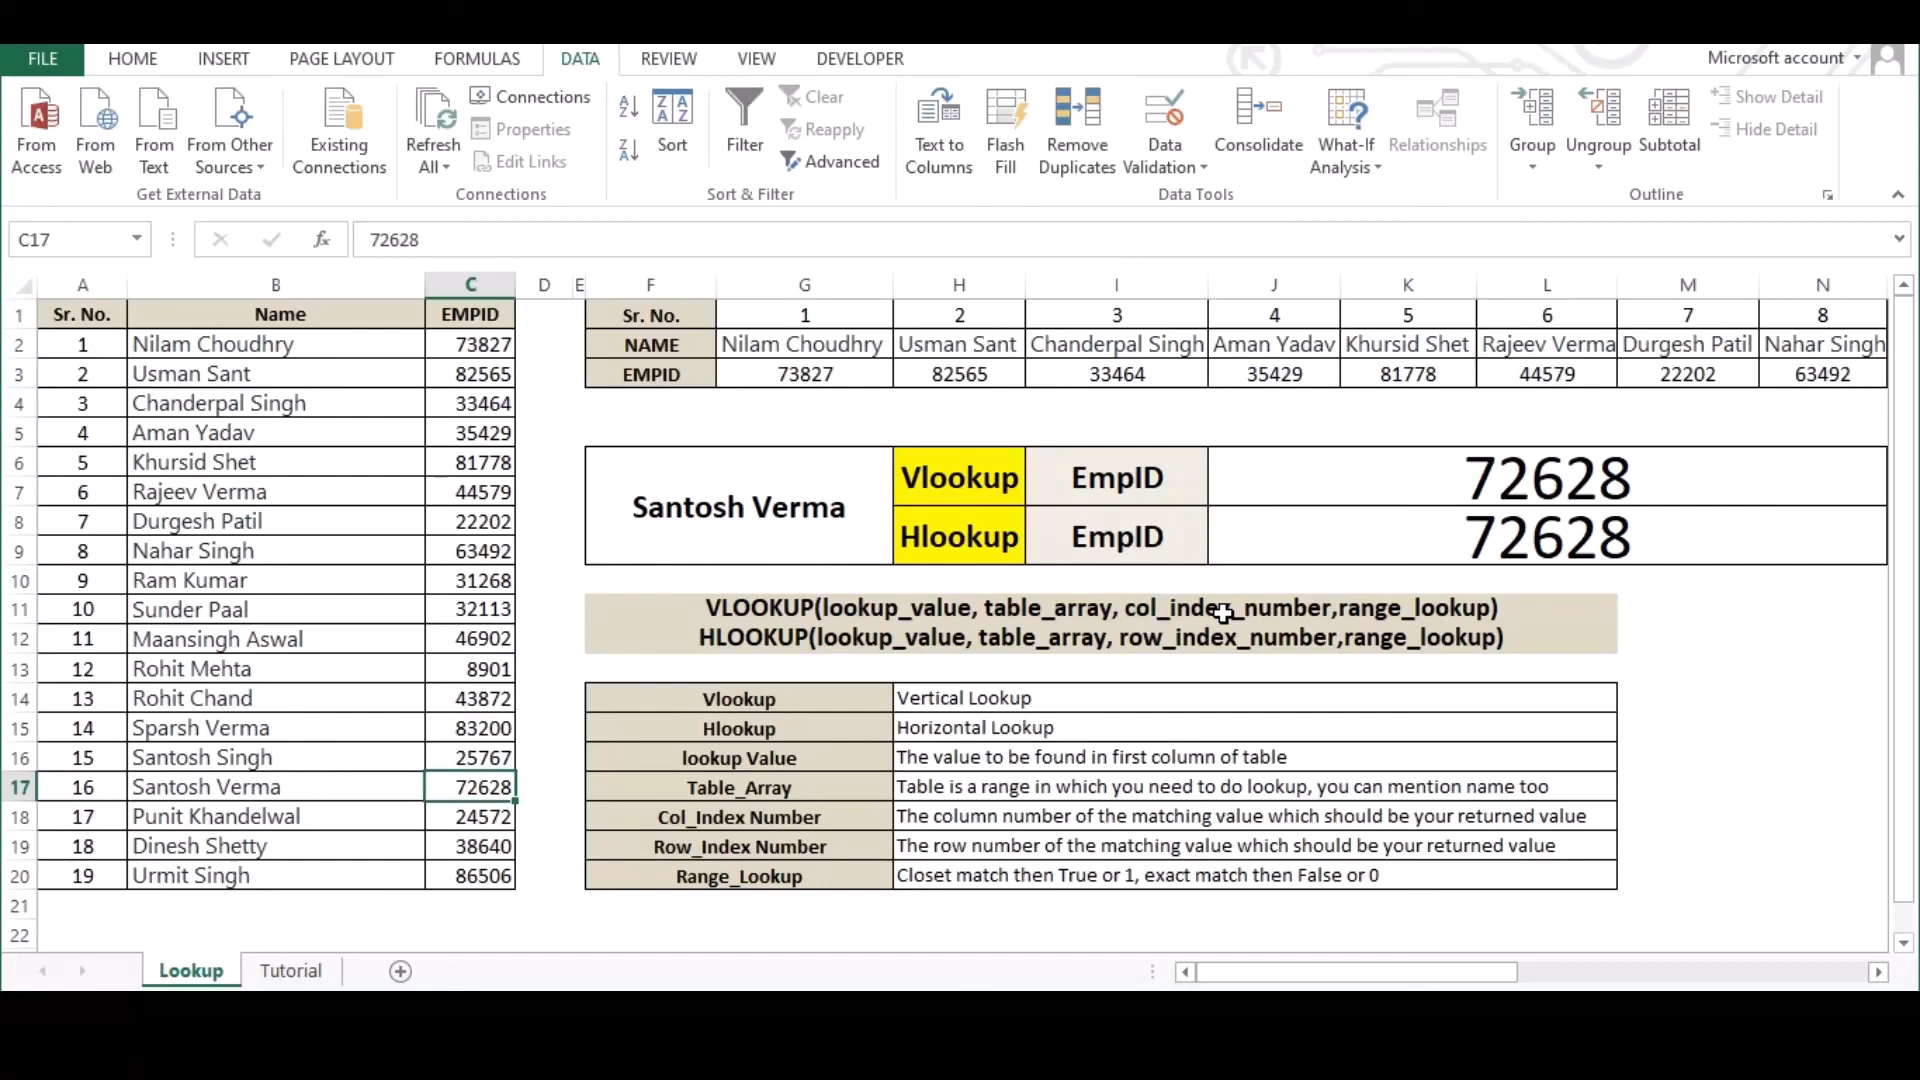 FILE HOME INSERT PAGE LAYOUT FORMULAS DATA REVIEW VIEW DEVELOPER Microsoft account
From Access
From Web
From Text
From Other Sources
Get External Data
Existing Connections
Refresh All
Connections
Properties
Edit Links
Connections
A Z
Z A
Z A A Z
Sort
Filter
Clear
Reapply
Advanced
Sort & Filter
Text to Columns
Flash Fill
Remove Duplicates
Data Validation
Consolidate
What-If Analysis
Relationships
Data Tools
Group
Ungroup
Subtotal
Show Detail
Hide Detail
Outline
C17 fx 72628
A B C D E F G H I J K L M N
1 Sr. No. Name EMPID Sr. No. 1 2 3 4 5 6 7 8
2 1 Nilam Choudhry 73827 NAME Nilam Choudhry Usman Sant Chanderpal Singh Aman Yadav Khursid Shet Rajeev Verma Durgesh Patil Nahar Singh
3 2 Usman Sant 82565 EMPID 73827 82565 33464 35429 81778 44579 22202 63492
4 3 Chanderpal Singh 33464
5 4 Aman Yadav 35429
6 5 Khursid Shet 81778
7 6 Rajeev Verma 44579
8 7 Durgesh Patil 22202
9 8 Nahar Singh 63492
10 9 Ram Kumar 31268
11 10 Sunder Paal 32113
12 11 Maansingh Aswal 46902
13 12 Rohit Mehta 8901
14 13 Rohit Chand 43872
15 14 Sparsh Verma 83200
16 15 Santosh Singh 25767
17 16 Santosh Verma 72628
18 17 Punit Khandelwal 24572
19 18 Dinesh Shetty 38640
20 19 Urmit Singh 86506
21
22
Santosh Verma
Vlookup EmpID 72628
Hlookup EmpID 72628
VLOOKUP(lookup_value, table_array, col_index_number,range_lookup)
HLOOKUP(lookup_value, table_array, row_index_number,range_lookup)
Vlookup Vertical Lookup
Hlookup Horizontal Lookup
lookup Value The value to be found in first column of table
Table_Array Table is a range in which you need to do lookup, you can mention name too
Col_Index Number The column number of the matching value which should be your returned value
Row_Index Number The row number of the matching value which should be your returned value
Range_Lookup Closet match then True or 1, exact match then False or 0
Lookup Tutorial